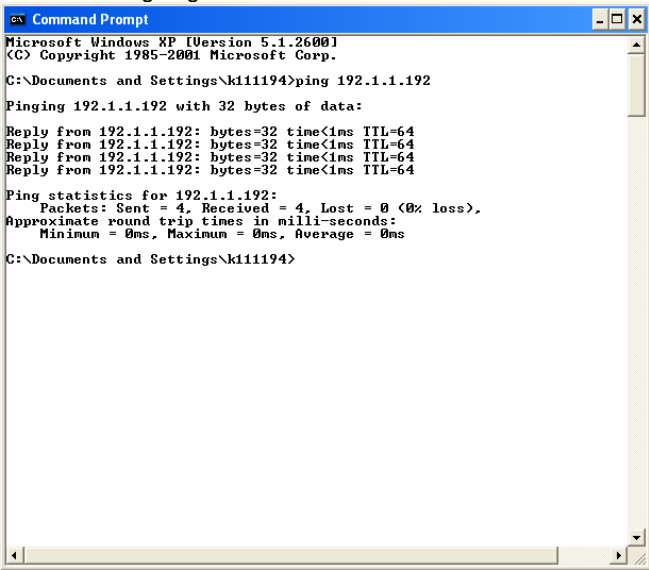 Command Prompt
Microsoft Windows XP [Version 5.1.2600]
(C) Copyright 1985-2001 Microsoft Corp.
C:\Documents and Settings\k111194>ping 192.1.1.192
Pinging 192.1.1.192 with 32 bytes of data:
Reply from 192.1.1.192: bytes=32 time<1ms TTL=64
Reply from 192.1.1.192: bytes=32 time<1ms TTL=64
Reply from 192.1.1.192: bytes=32 time<1ms TTL=64
Reply from 192.1.1.192: bytes=32 time<1ms TTL=64
Ping statistics for 192.1.1.192:
    Packets: Sent = 4, Received = 4, Lost = 0 (0% loss),
Approximate round trip times in milli-seconds:
    Minimum = 0ms, Maximum = 0ms, Average = 0ms
C:\Documents and Settings\k111194>